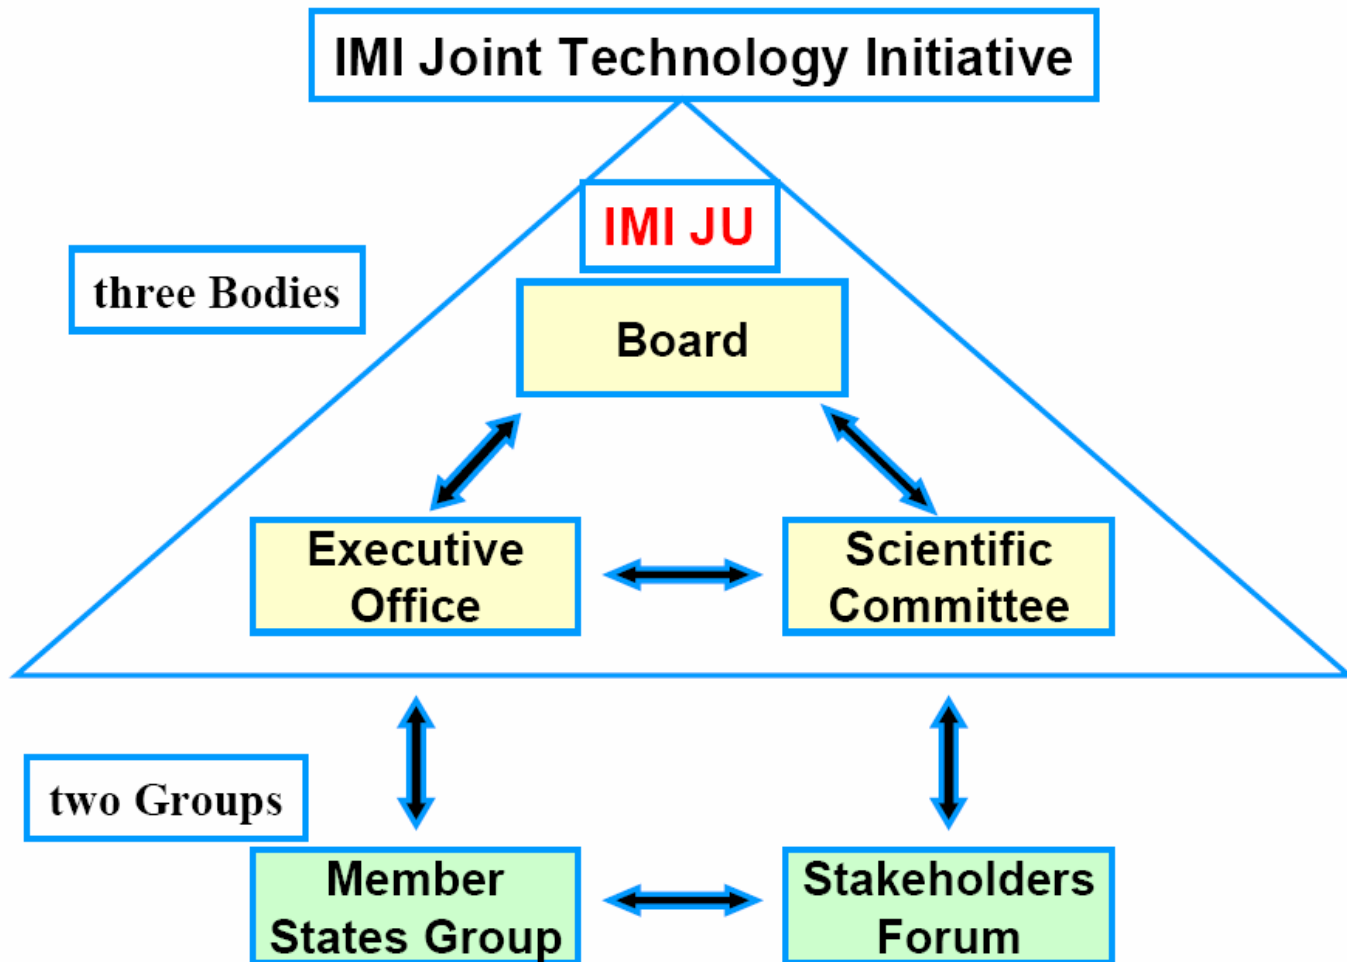 IMI Joint Technology Initiative
IMI JU
three Bodies
Board
Executive
Office
Scientific
Committee
two Groups
Member
States Group
Stakeholders
Forum